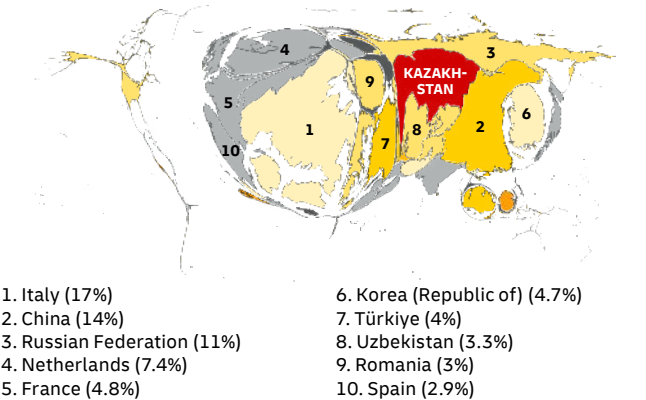 4
3
9
KAZAKH-
STAN
5
6
1
2
8
7
10
1. Italy (17%)
2. China (14%)
3. Russian Federation (11%)
4. Netherlands (7.4%)
5. France (4.8%)
6. Korea (Republic of) (4.7%)
7. Türkiye (4%)
8. Uzbekistan (3.3%)
9. Romania (3%)
10. Spain (2.9%)